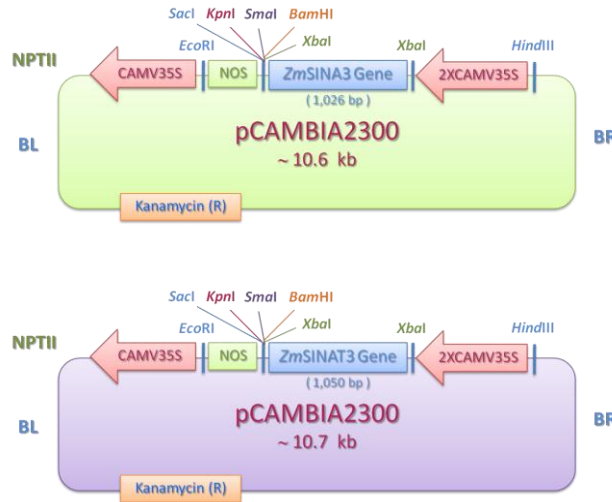 SacI KpnI SmaI BamHI
EcoRI XbaI XbaI HindIII
NPTII
CAMV35S NOS ZmSINA3 Gene 2XCAMV35S
( 1,026 bp )
pCAMBIA2300
BL BR
~ 10.6 kb
Kanamycin (R)
SacI KpnI SmaI BamHI
EcoRI XbaI XbaI HindIII
NPTII
CAMV35S NOS ZmSINAT3 Gene 2XCAMV35S
( 1,050 bp )
pCAMBIA2300
BL BR
~ 10.7 kb
Kanamycin (R)